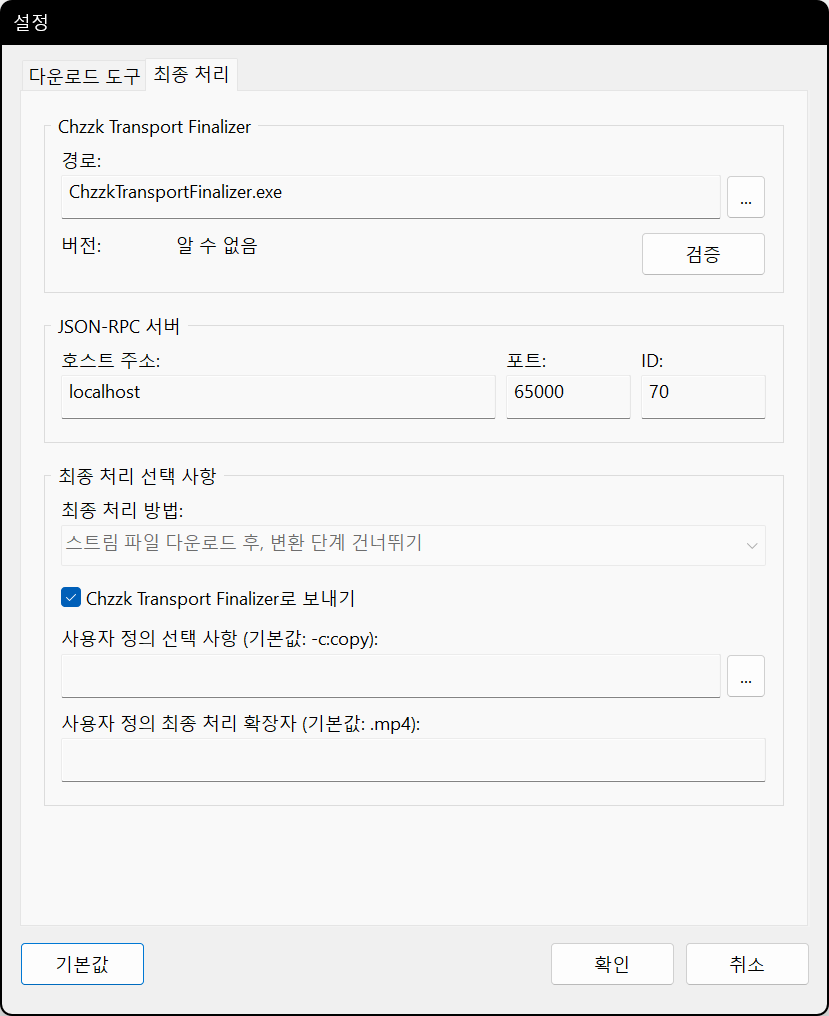 설정
다운로드 도구 최종 처리
Chzzk Transport Finalizer
경로:
ChzzkTransportFinalizer.exe ...
버전: 알 수 없음 검증
JSON-RPC 서버
호스트 주소: 포트: ID:
localhost 65000 70
최종 처리 선택 사항
최종 처리 방법:
스트림 파일 다운로드 후, 변환 단계 건너뛰기
Chzzk Transport Finalizer로 보내기
사용자 정의 선택 사항 (기본값: -c:copy):
...
사용자 정의 최종 처리 확장자 (기본값: .mp4):
기본값 확인 취소